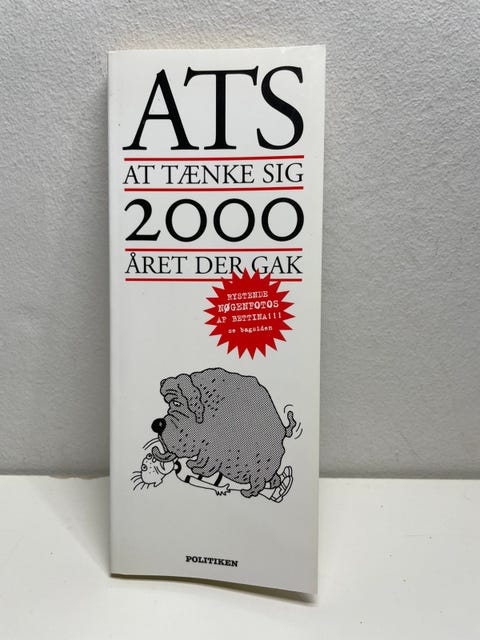 ATS
AT TÆNKE SIG
2000
ÅRET DER GAK
RYSTENDE
NØGENFOTOS
AF BETTINA!!!
se bagsiden
POLITIKEN